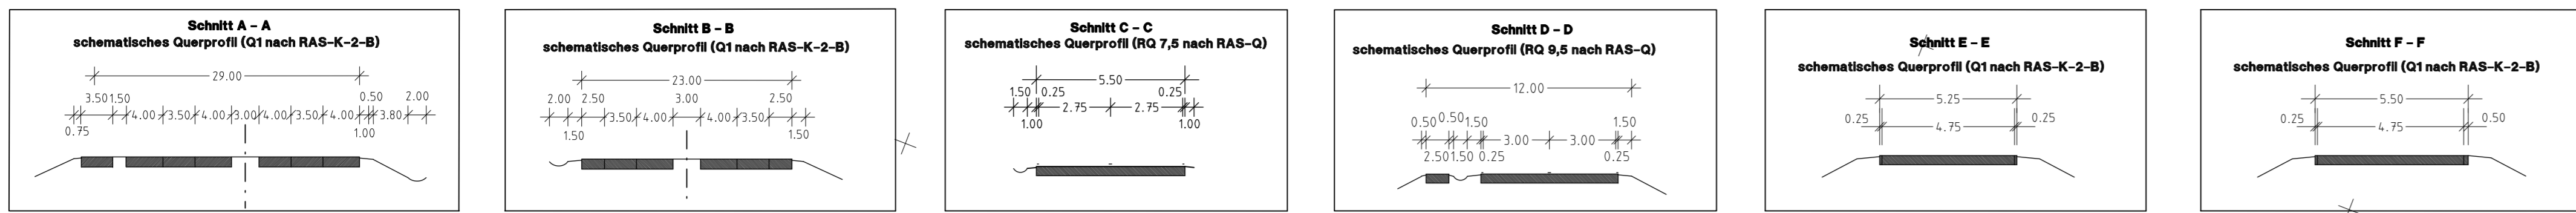 Schnitt A – A
schematisches Querprofil (Q1 nach RAS-K-2-B)
29.00
3.50 1.50 0.50 2.00
4.00 3.50 4.00 3.00 4.00 3.50 4.00 3.80
0.75 1.00
Schnitt B – B
schematisches Querprofil (Q1 nach RAS-K-2-B)
23.00
2.00 2.50 3.00 2.50
3.50 4.00 4.00 3.50
1.50 1.50
Schnitt C – C
schematisches Querprofil (RQ 7,5 nach RAS-Q)
5.50
1.50 0.25 0.25
2.75 2.75
1.00 1.00
Schnitt D – D
schematisches Querprofil (RQ 9,5 nach RAS-Q)
12.00
0.50 0.50 1.50 1.50
3.00 3.00
2.50 1.50 0.25 0.25
Schnitt E – E
schematisches Querprofil (Q1 nach RAS-K-2-B)
5.25
0.25 0.25
4.75
Schnitt F – F
schematisches Querprofil (Q1 nach RAS-K-2-B)
5.50
0.25 0.50
4.75